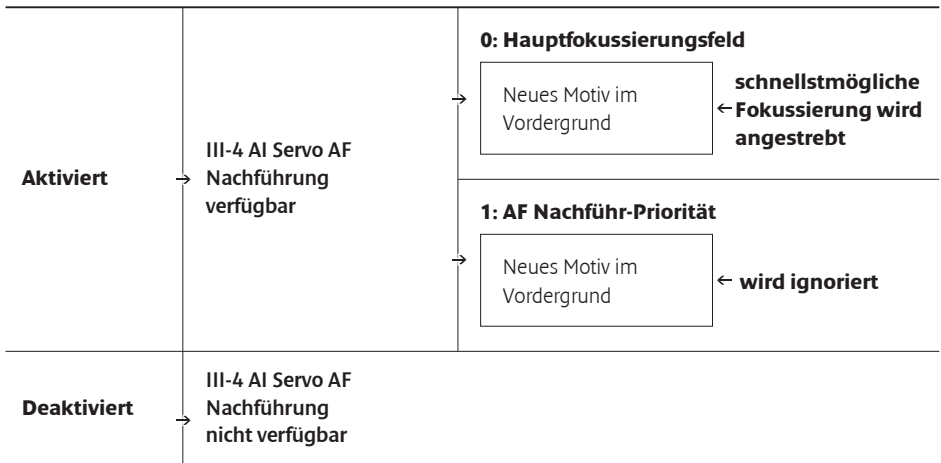 Aktiviert
III-4 AI Servo AF
Nachführung
verfügbar
0: Hauptfokussierungsfeld
Neues Motiv im
Vordergrund
schnellstmögliche
Fokussierung wird
angestrebt
1: AF Nachführ-Priorität
Neues Motiv im
Vordergrund
wird ignoriert
Deaktiviert
III-4 AI Servo AF
Nachführung
nicht verfügbar